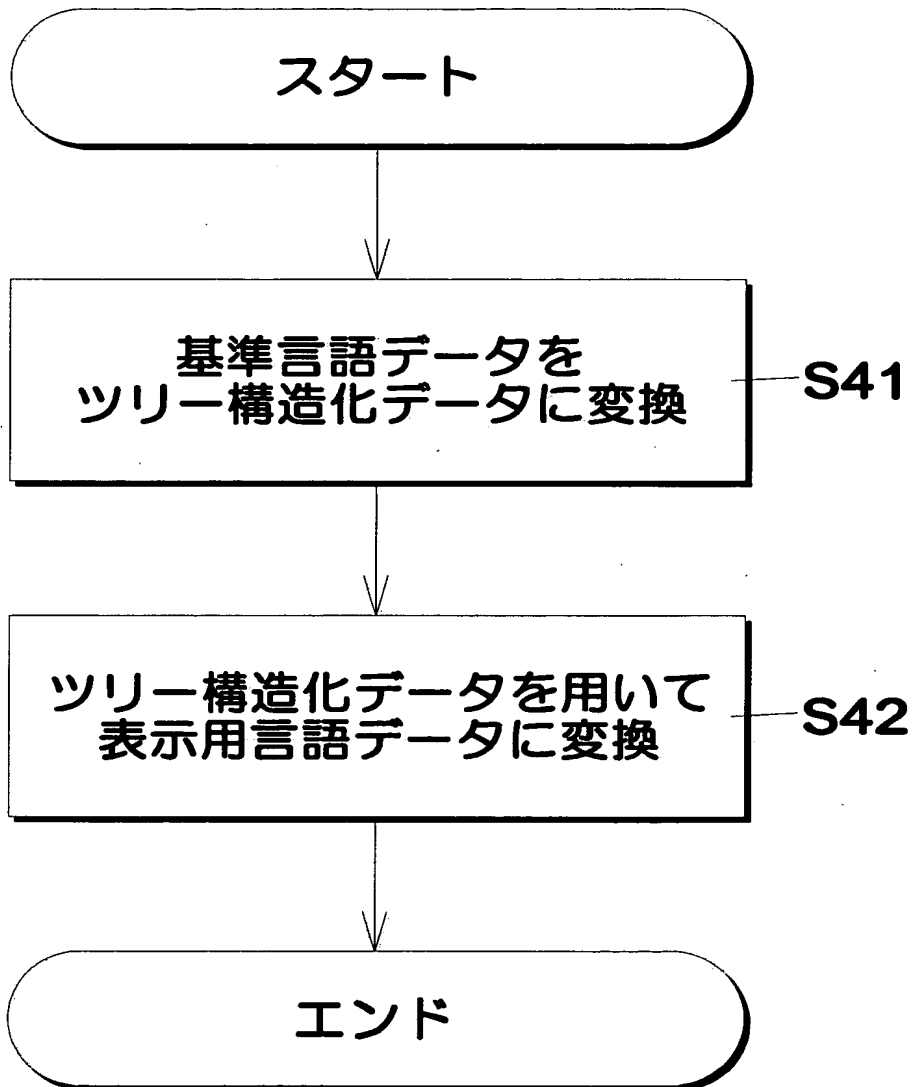 スタート
基準言語データを
ツリー構造化データに変換
S41
ツリー構造化データを用いて
表示用言語データに変換
S42
エンド